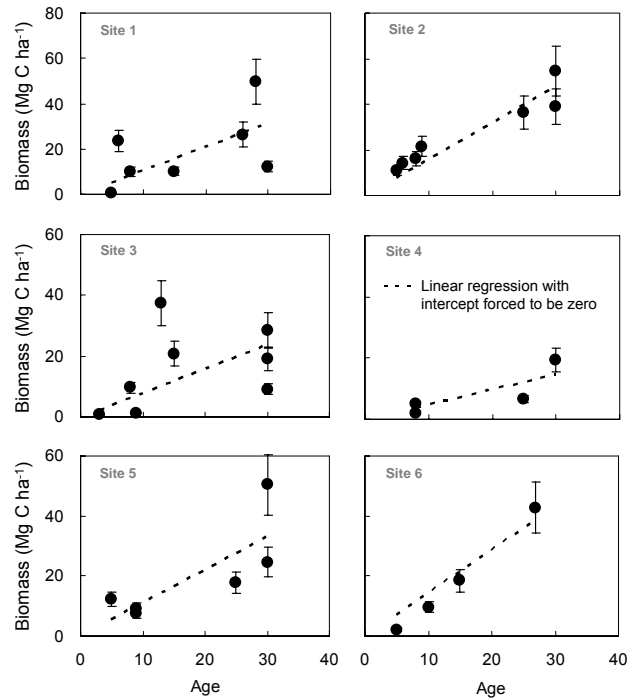 Site 1
Site 2
80
60
40
20
0
Biomass (Mg C ha⁻¹)
Site 3
Site 4
60
40
20
0
Biomass (Mg C ha⁻¹)
Linear regression with
intercept forced to be zero
Site 5
Site 6
60
40
20
0
Biomass (Mg C ha⁻¹)
0 10 20 30 40
0 10 20 30 40
Age
Age